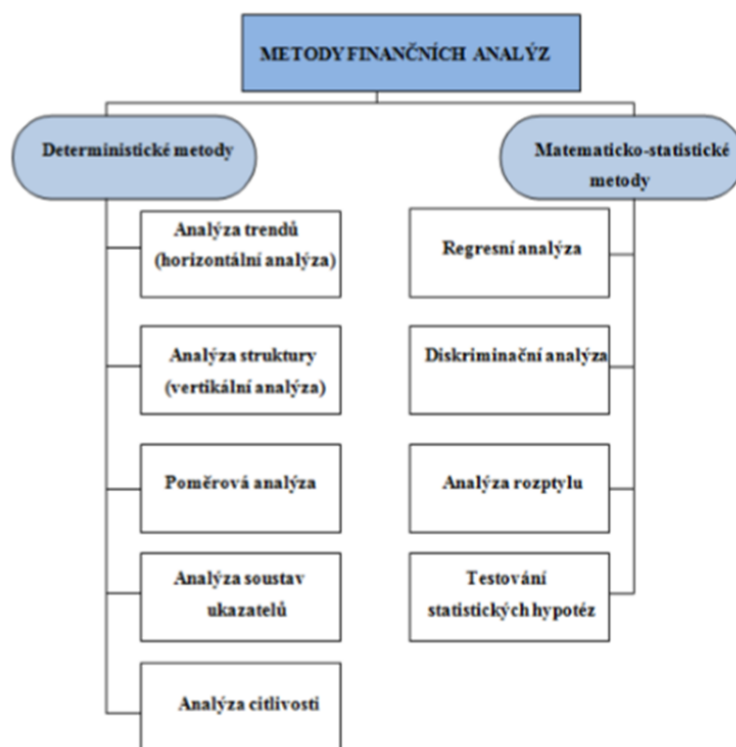 METODY FINANČNÍCH ANALÝZ
Deterministické metody
Analýza trendů
(horizontální analýza)
Analýza struktury
(vertikální analýza)
Poměrová analýza
Analýza soustav
ukazatelů
Analýza citlivosti
Matematicko-statistické
metody
Regresní analýza
Diskriminační analýza
Analýza rozptylu
Testování
statistických hypotéz